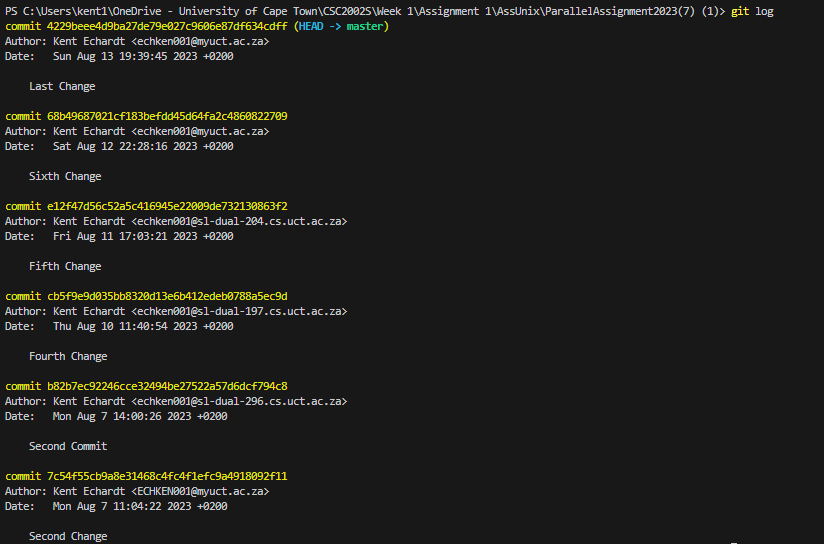 PS C:\Users\kent1\OneDrive - University of Cape Town\CSC2002S\Week 1\Assignment 1\AssUnix\ParallelAssignment2023(7) (1)> git log
commit 4229beee4d9ba27de79e027c9606e87df634cdff (HEAD -> master)
Author: Kent Echardt <echken001@myuct.ac.za>
Date:   Sun Aug 13 19:39:45 2023 +0200

    Last Change

commit 68b49687021cf183befdd45d64fa2c4860822709
Author: Kent Echardt <echken001@myuct.ac.za>
Date:   Sat Aug 12 22:28:16 2023 +0200

    Sixth Change

commit e12f47d56c52a5c416945e22009de732130863f2
Author: Kent Echardt <echken001@sl-dual-204.cs.uct.ac.za>
Date:   Fri Aug 11 17:03:21 2023 +0200

    Fifth Change

commit cb5f9e9d035bb8320d13e6b412edeb0788a5ec9d
Author: Kent Echardt <echken001@sl-dual-197.cs.uct.ac.za>
Date:   Thu Aug 10 11:40:54 2023 +0200

    Fourth Change

commit b82b7ec92246cce32494be27522a57d6dcf794c8
Author: Kent Echardt <echken001@sl-dual-296.cs.uct.ac.za>
Date:   Mon Aug 7 14:00:26 2023 +0200

    Second Commit

commit 7c54f55cb9a8e31468c4fc4f1efc9a4918092f11
Author: Kent Echardt <ECHKEN001@myuct.ac.za>
Date:   Mon Aug 7 11:04:22 2023 +0200

    Second Change